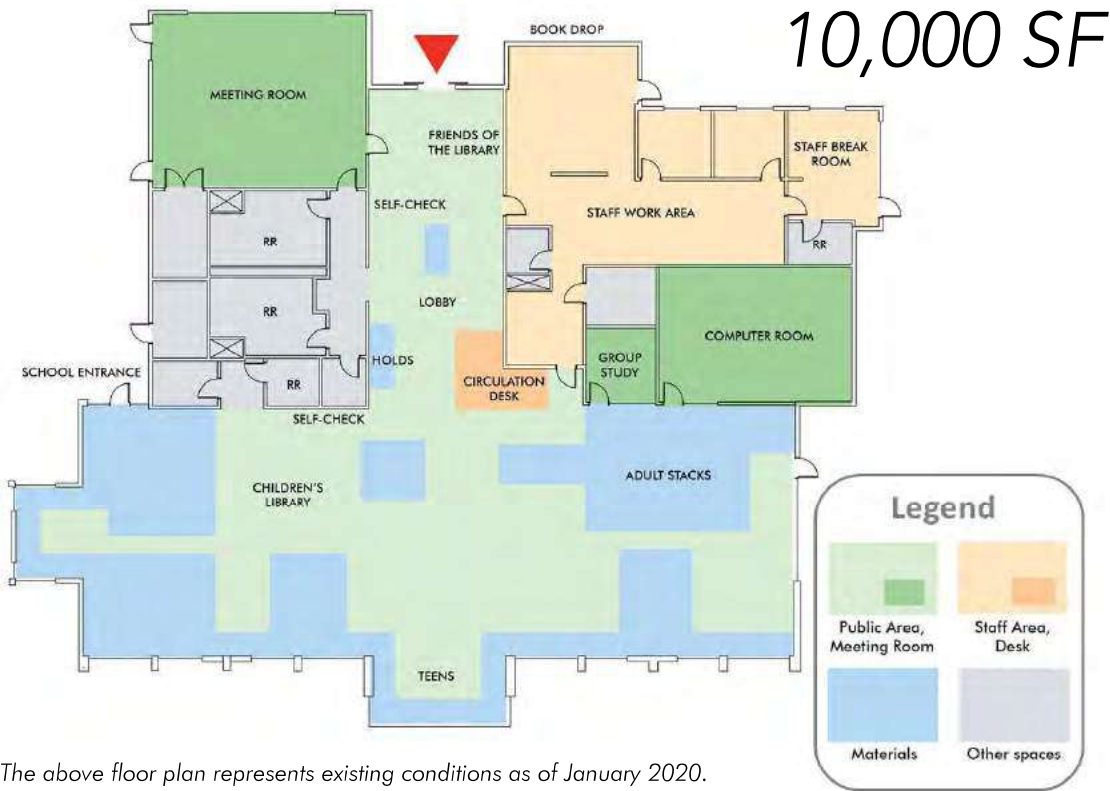 10,000 SF
BOOK DROP
MEETING ROOM
FRIENDS OF
THE LIBRARY
STAFF BREAK
ROOM
SELF-CHECK
STAFF WORK AREA
RR
RR
LOBBY
RR
COMPUTER ROOM
HOLDS
GROUP
STUDY
SCHOOL ENTRANCE
RR
CIRCULATION
DESK
SELF-CHECK
CHILDREN'S
LIBRARY
ADULT STACKS
TEENS
Legend
Public Area,
Meeting Room
Staff Area,
Desk
Materials
Other spaces
The above floor plan represents existing conditions as of January 2020.